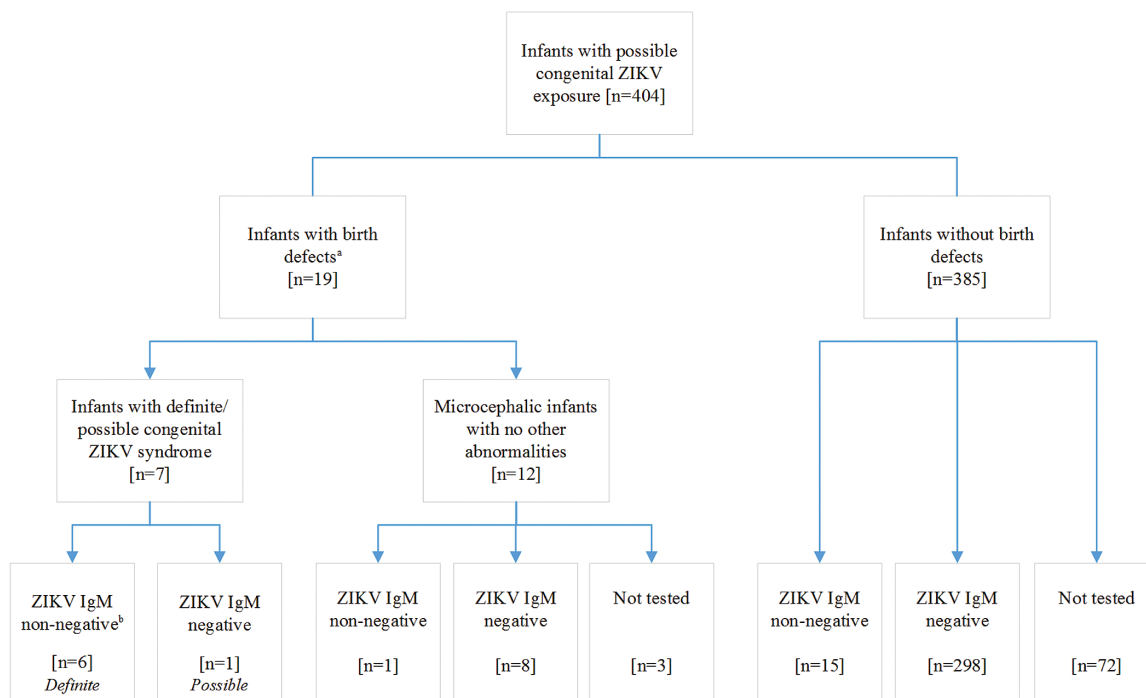 Infants with possible
congenital ZIKV
exposure [n=404]
Infants with birth
defectsᵃ
[n=19]
Infants without birth
defects
[n=385]
Infants with definite/
possible congenital
ZIKV syndrome
[n=7]
Microcephalic infants
with no other
abnormalities
[n=12]
ZIKV IgM
non-negativeᵇ
[n=6]
Definite
ZIKV IgM
negative
[n=1]
Possible
ZIKV IgM
non-negative
[n=1]
ZIKV IgM
negative
[n=8]
Not tested
[n=3]
ZIKV IgM
non-negative
[n=15]
ZIKV IgM
negative
[n=298]
Not tested
[n=72]